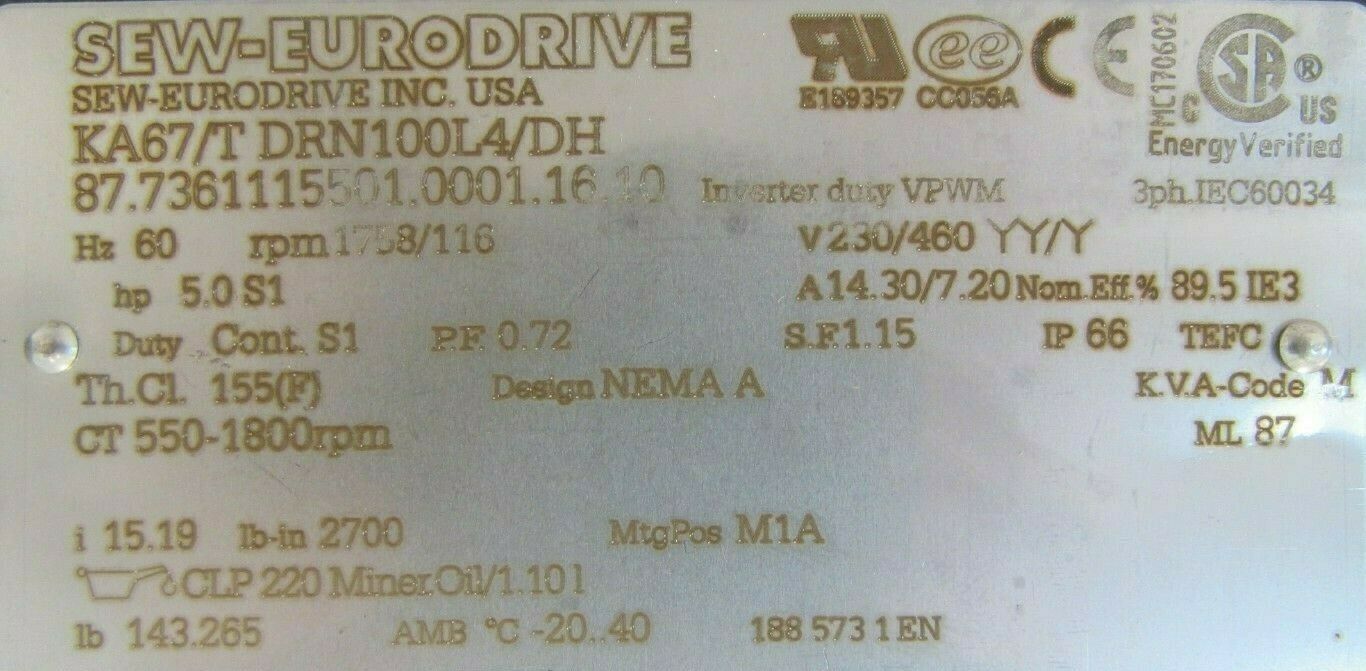 SEW-EURODRIVE
SEW-EURODRIVE INC. USA
E189357 CC056A
MC170602
CSA ® C US
Energy Verified
KA67/T DRN100L4/DH
87.7361115501.0001.16.10 Inverter duty VPWM 3ph.IEC60034
Hz 60 rpm 1758/116 V 230/460 YY/Y
hp 5.0 S1 A 14.30/7.20 Nom.Eff.% 89.5 IE3
Duty Cont. S1 P.F. 0.72 S.F.1.15 IP 66 TEFC
Th.Cl. 155(F) Design NEMA A K.V.A-Code M
CT 550-1800rpm ML 87
i 15.19 lb-in 2700 MtgPos M1A
CLP 220 Miner.Oil/1.10 l
lb 143.265 AMB °C -20..40 188 573 1 EN